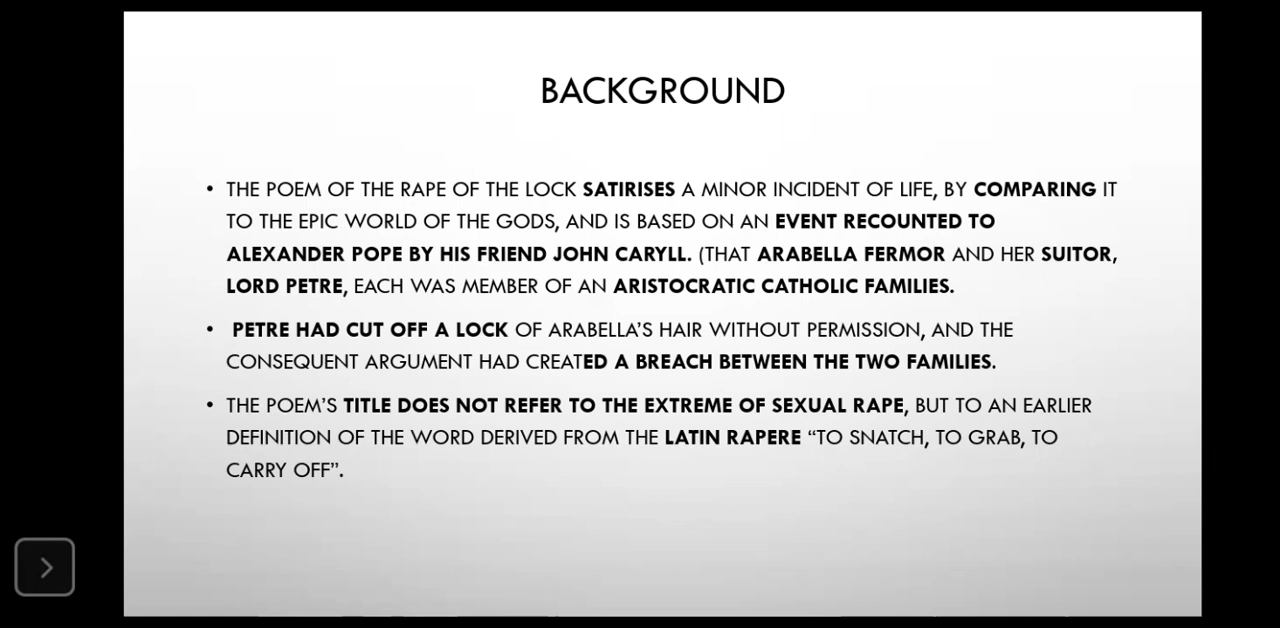 BACKGROUND
• THE POEM OF THE RAPE OF THE LOCK SATIRISES A MINOR INCIDENT OF LIFE, BY COMPARING IT
TO THE EPIC WORLD OF THE GODS, AND IS BASED ON AN EVENT RECOUNTED TO
ALEXANDER POPE BY HIS FRIEND JOHN CARYLL. (THAT ARABELLA FERMOR AND HER SUITOR,
LORD PETRE, EACH WAS MEMBER OF AN ARISTOCRATIC CATHOLIC FAMILIES.
• PETRE HAD CUT OFF A LOCK OF ARABELLA'S HAIR WITHOUT PERMISSION, AND THE
CONSEQUENT ARGUMENT HAD CREATED A BREACH BETWEEN THE TWO FAMILIES.
• THE POEM'S TITLE DOES NOT REFER TO THE EXTREME OF SEXUAL RAPE, BUT TO AN EARLIER
DEFINITION OF THE WORD DERIVED FROM THE LATIN RAPERE “TO SNATCH, TO GRAB, TO
CARRY OFF”.